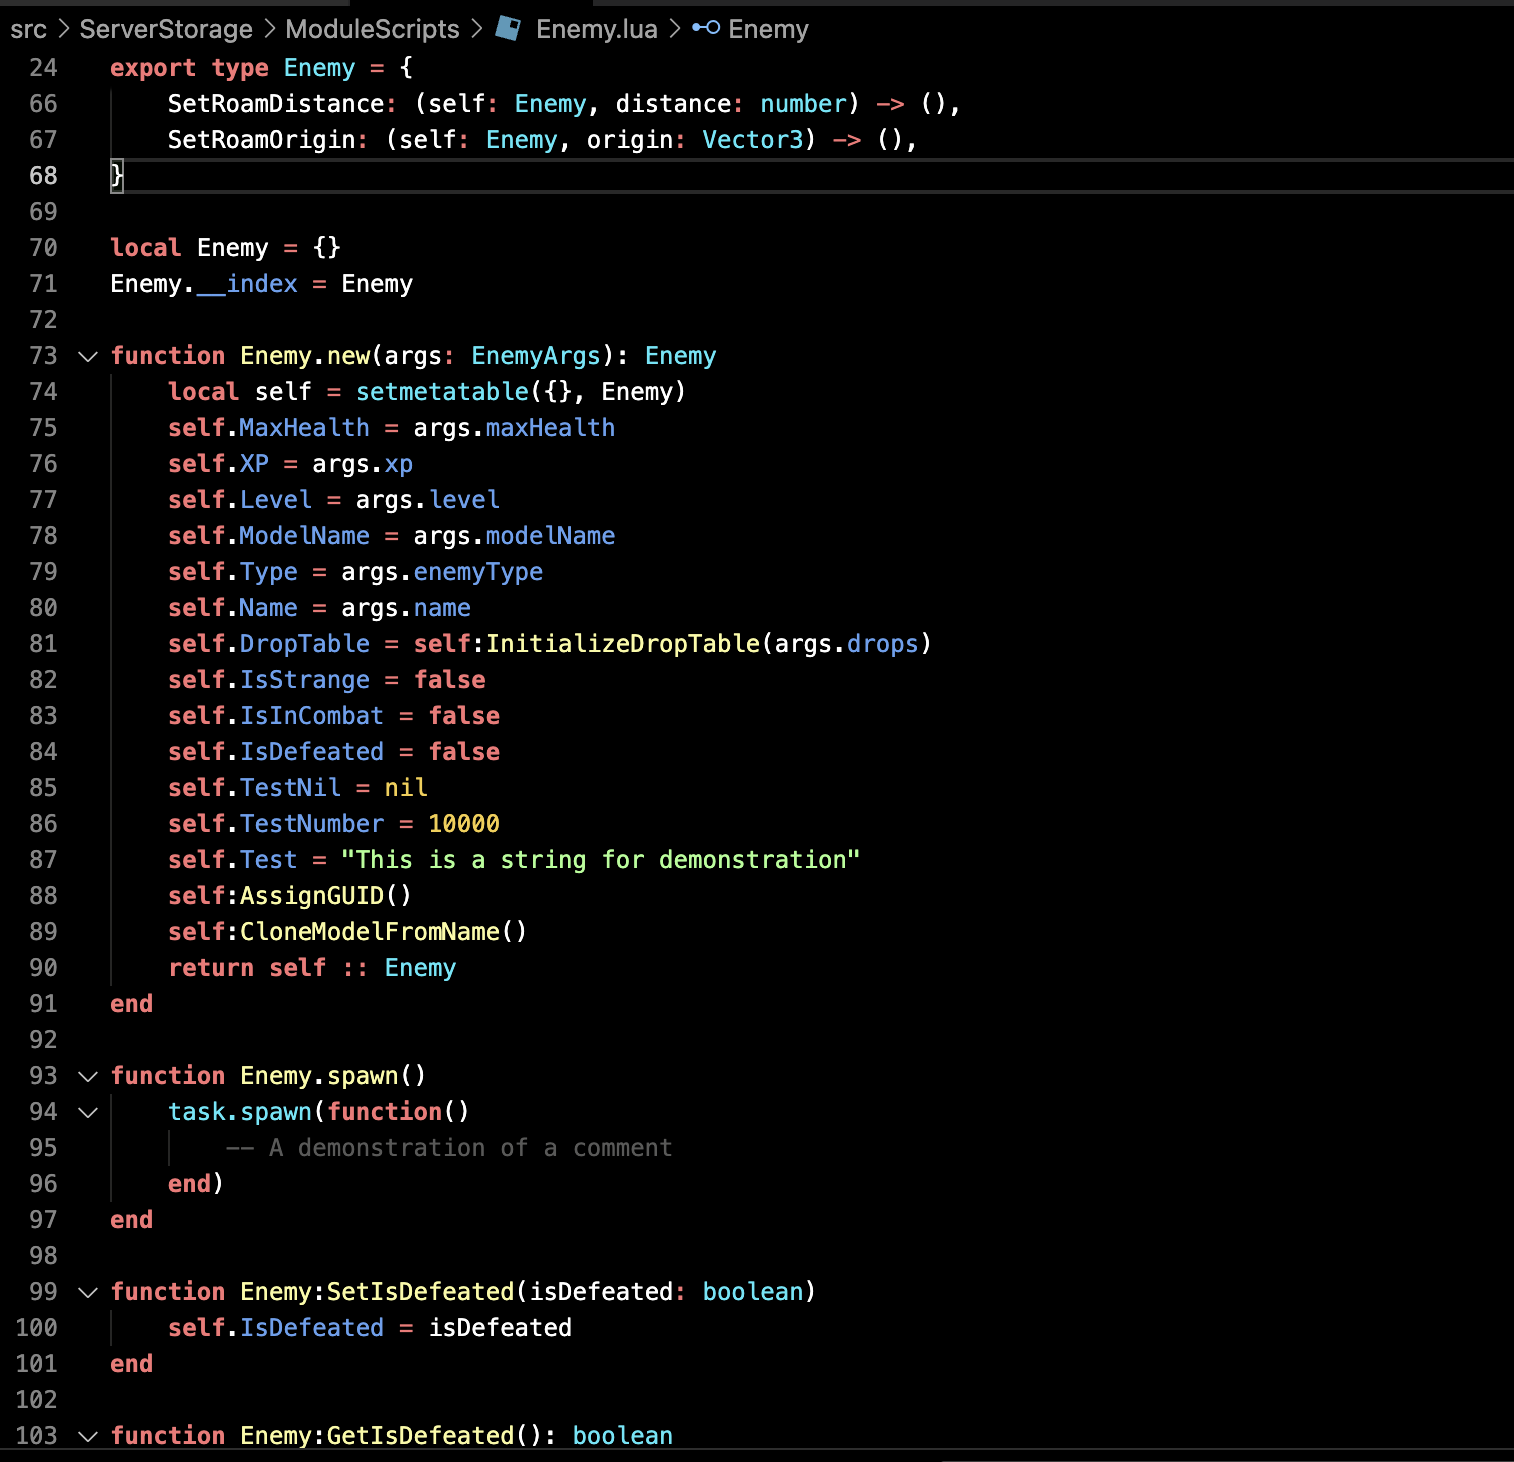 src > ServerStorage > ModuleScripts > Enemy.lua > Enemy
24 export type Enemy = {
66     SetRoamDistance: (self: Enemy, distance: number) -> (),
67     SetRoamOrigin: (self: Enemy, origin: Vector3) -> (),
68 }
69
70 local Enemy = {}
71 Enemy.__index = Enemy
72
73 function Enemy.new(args: EnemyArgs): Enemy
74     local self = setmetatable({}, Enemy)
75     self.MaxHealth = args.maxHealth
76     self.XP = args.xp
77     self.Level = args.level
78     self.ModelName = args.modelName
79     self.Type = args.enemyType
80     self.Name = args.name
81     self.DropTable = self:InitializeDropTable(args.drops)
82     self.IsStrange = false
83     self.IsInCombat = false
84     self.IsDefeated = false
85     self.TestNil = nil
86     self.TestNumber = 10000
87     self.Test = "This is a string for demonstration"
88     self:AssignGUID()
89     self:CloneModelFromName()
90     return self :: Enemy
91 end
92
93 function Enemy.spawn()
94     task.spawn(function()
95         -- A demonstration of a comment
96     end)
97 end
98
99 function Enemy:SetIsDefeated(isDefeated: boolean)
100     self.IsDefeated = isDefeated
101 end
102
103 function Enemy:GetIsDefeated(): boolean